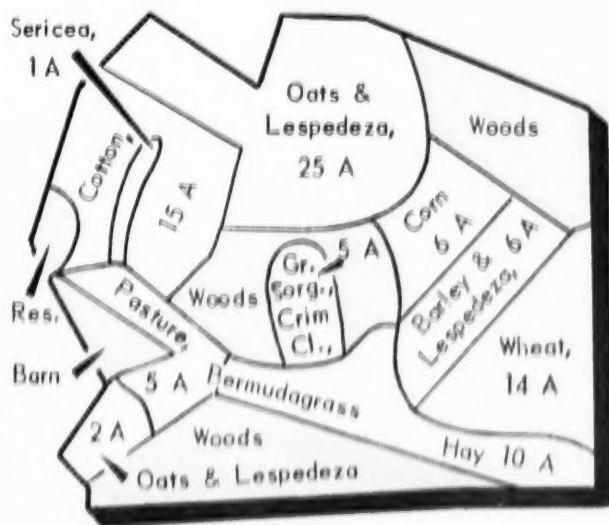 Sericea,
1 A
Oats &
Lespedeza,
25 A
Woods
Cotton,
15 A
Corn
6 A
Barley &
Lespedeza, 6 A
Gr.
Sorg.,
Crim
Cl.,
5 A
Woods
Pasture,
5 A
Res.
Barn
Wheat,
14 A
Bermudagrass
Hay 10 A
2 A
Woods
Oats & Lespedeza